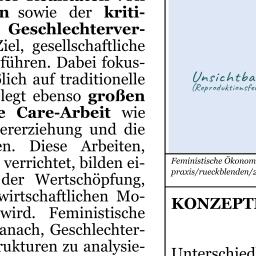 sowie der kriti-
Geschlechterver-
Ziel, gesellschaftliche
führen. Dabei fokus-
ßlich auf traditionelle
legt ebenso großen
Care-Arbeit wie
ererziehung und die
en. Diese Arbeiten,
verrichtet, bilden ei-
der Wertschöpfung,
wirtschaftlichen Mo-
wird. Feministische
anach, Geschlechter-
rukturen zu analysie-
Unsichtba
(Reproduktionsfe
Feministische Ökonom
praxis/rueckblenden/2
KONZEPT
Unterschied